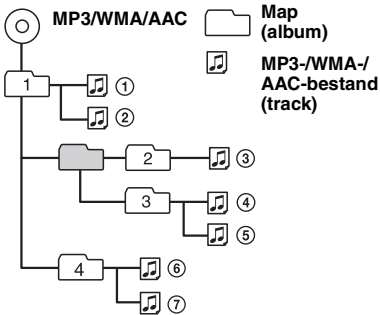 MP3/WMA/AAC
Map
(album)
MP3-/WMA-/
AAC-bestand
(track)
1
①
②
2
③
3
④
⑤
4
⑥
⑦